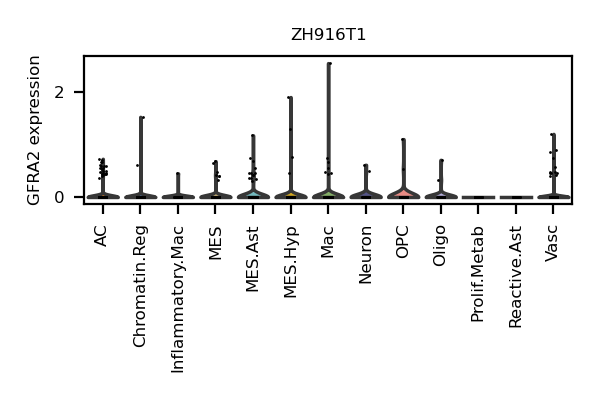 ZH916T1
GFRA2 expression
2
0
AC
Chromatin.Reg
Inflammatory.Mac
MES
MES.Ast
MES.Hyp
Mac
Neuron
OPC
Oligo
Prolif.Metab
Reactive.Ast
Vasc